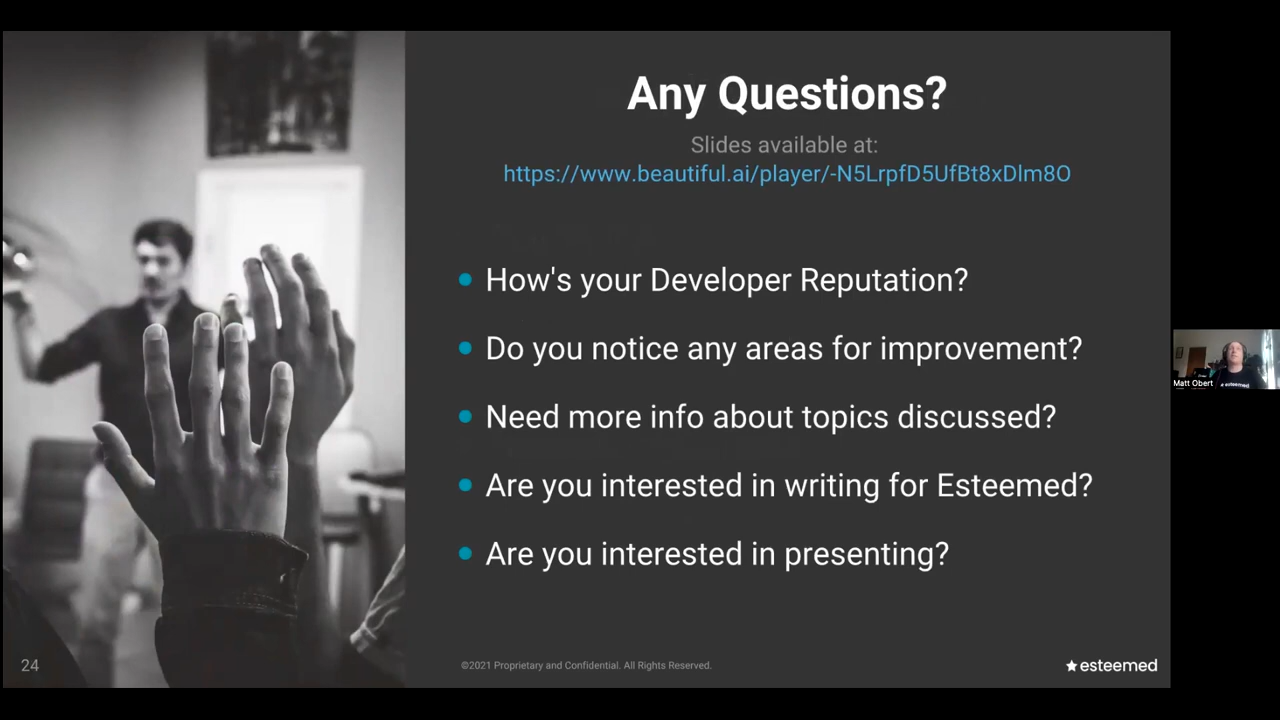 Any Questions?
Slides available at:
https://www.beautiful.ai/player/-N5LrpfD5UfBt8xDlm8O
How's your Developer Reputation?
Do you notice any areas for improvement?
Need more info about topics discussed?
Are you interested in writing for Esteemed?
Are you interested in presenting?
24
©2021 Proprietary and Confidential. All Rights Reserved.
esteemed
Matt Obert
esteemed